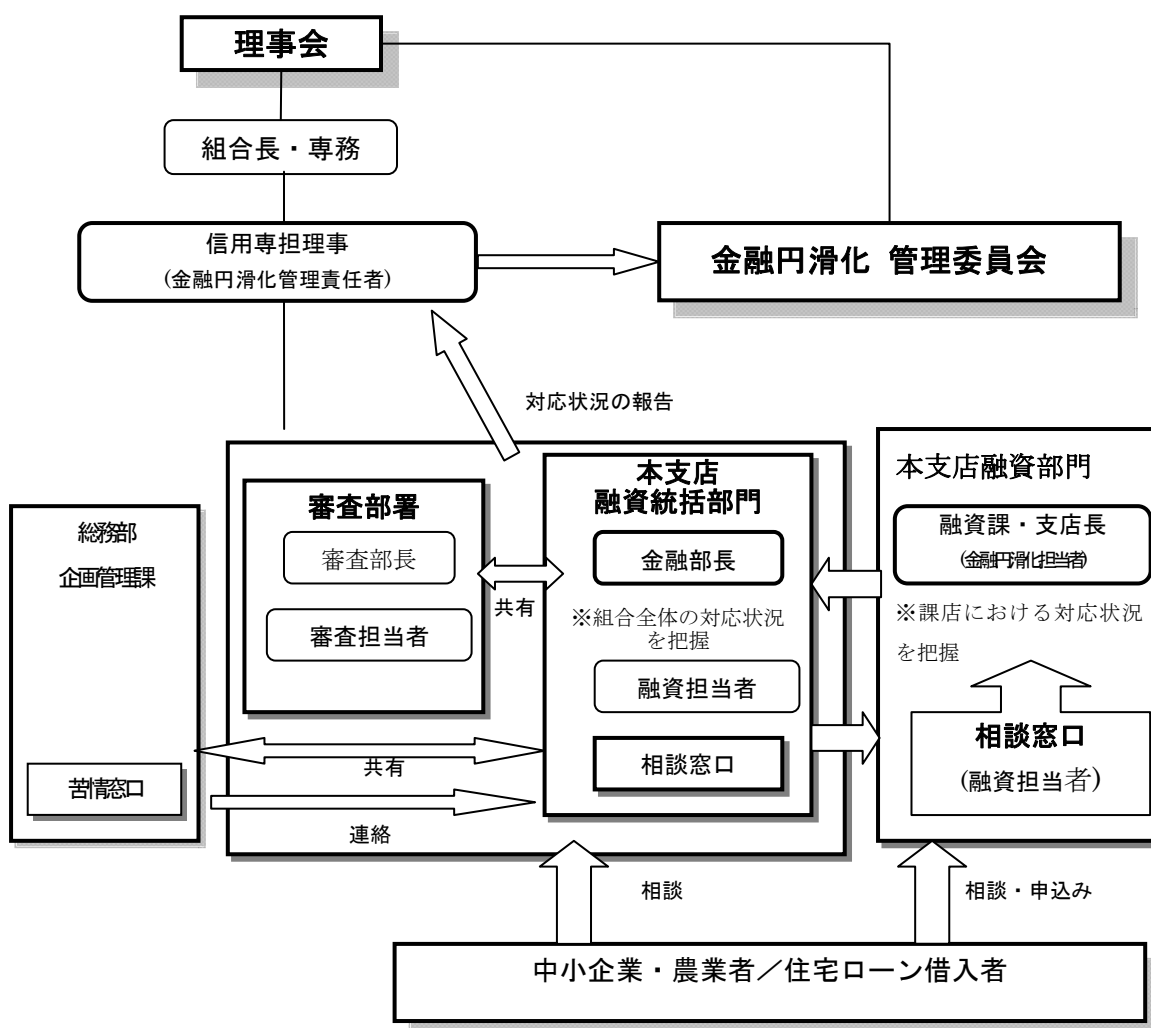 理事会
組合長・専務
信用専担理事
(金融円滑化管理責任者)
金融円滑化 管理委員会
対応状況の報告
総務部
企画管理課
苦情窓口
審査部署
審査部長
審査担当者
共有
本支店
融資統括部門
金融部長
※組合全体の対応状況
を把握
融資担当者
相談窓口
共有
連絡
本支店融資部門
融資課・支店長
(金融円滑化担当者)
※課店における対応状況
を把握
相談窓口
(融資担当者)
相談
相談・申込み
中小企業・農業者／住宅ローン借入者